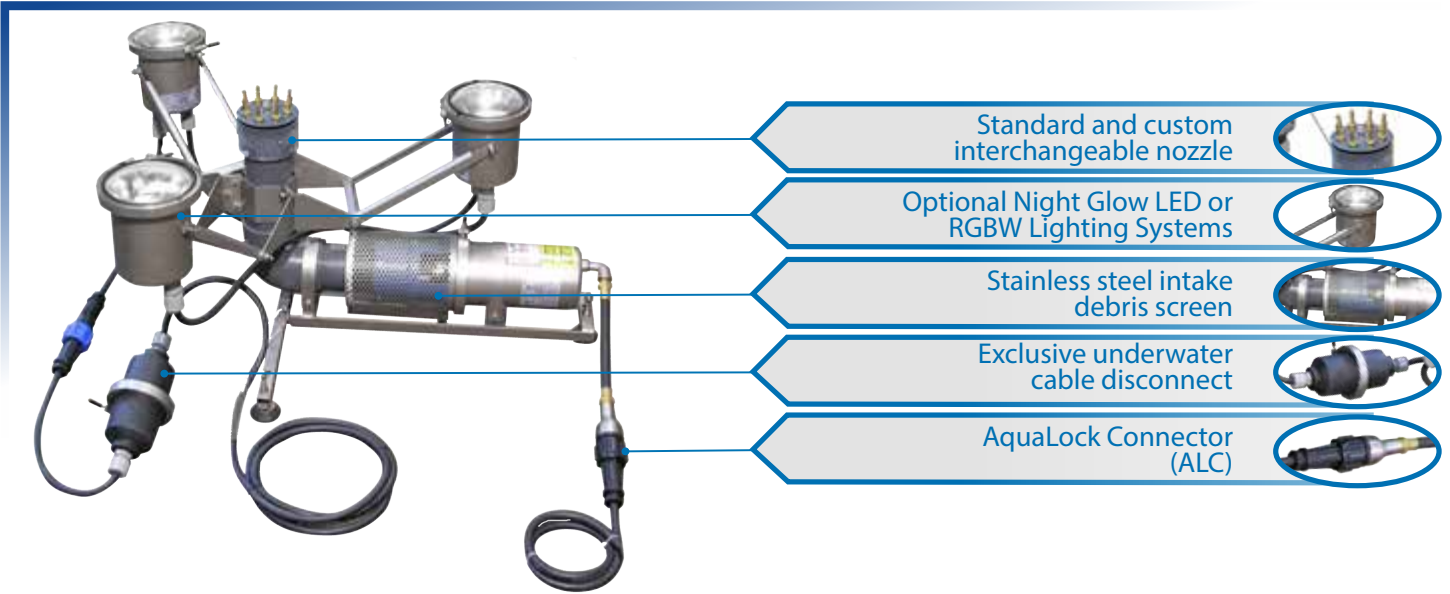 Standard and custom
interchangeable nozzle
Optional Night Glow LED or
RGBW Lighting Systems
Stainless steel intake
debris screen
Exclusive underwater
cable disconnect
AquaLock Connector
(ALC)